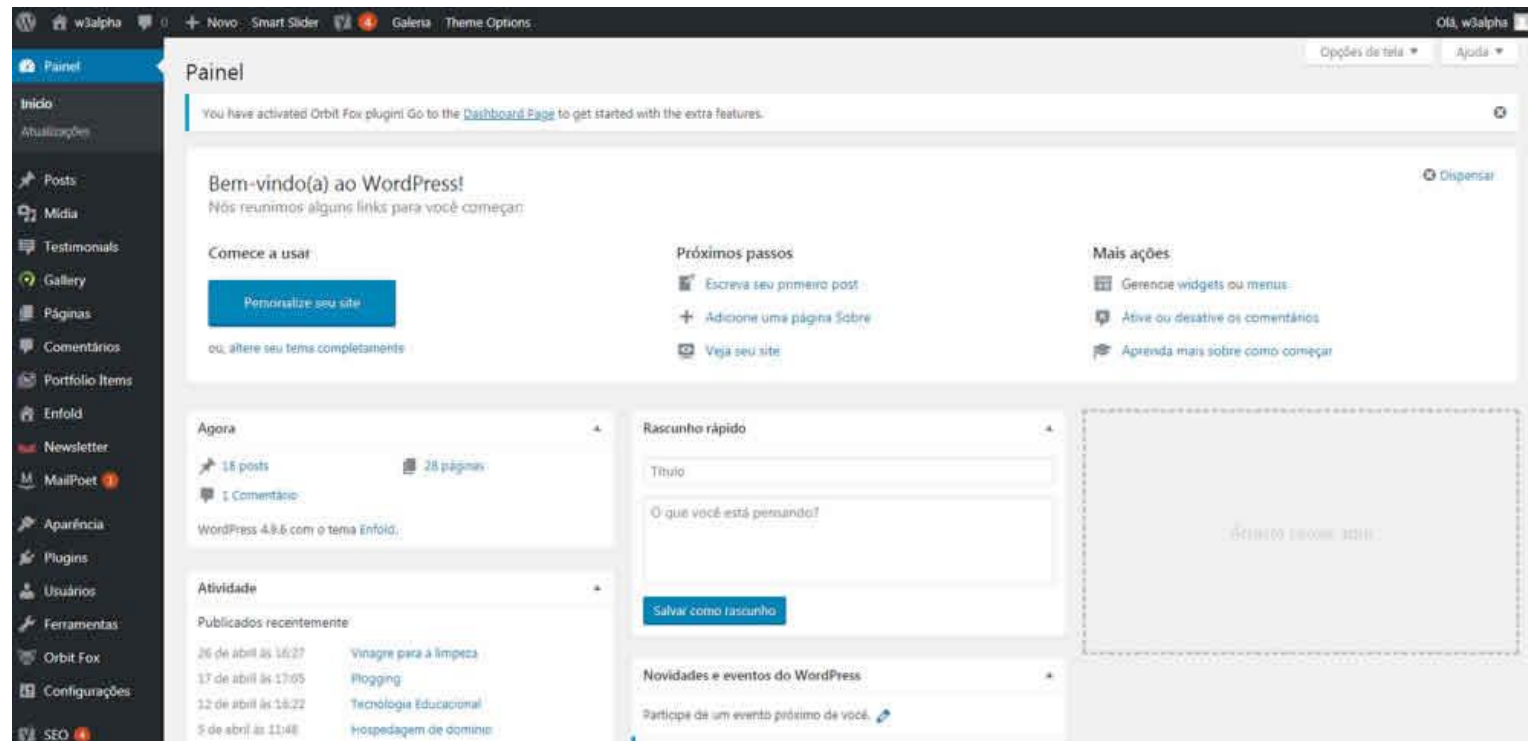 w3alpha 0 + Novo Smart Slider 4 Galeria Theme Options Olá, w3alpha
Opções de tela Ajuda
Painel
Início
Atualizações
Posts
Mídia
Testimonials
Gallery
Páginas
Comentários
Portfolio Items
Enfold
Newsletter
MailPoet 1
Aparência
Plugins
Usuários
Ferramentas
Orbit Fox
Configurações
SEO 4
Painel
You have activated Orbit Fox plugin! Go to the Dashboard Page to get started with the extra features.
Bem-vindo(a) ao WordPress!
Dispensar
Nós reunimos alguns links para você começar:
Comece a usar
Personalize seu site
ou, altere seu tema completamente
Próximos passos
Escreva seu primeiro post
Adicione uma página Sobre
Veja seu site
Mais ações
Gerencie widgets ou menus
Ative ou desative os comentários
Aprenda mais sobre como começar
Agora
18 posts 28 páginas
1 Comentário
WordPress 4.9.6 com o tema Enfold.
Atividade
Publicados recentemente
26 de abril às 16:27 Vinagre para a limpeza
17 de abril às 17:05 Plogging
12 de abril às 16:22 Tecnologia Educacional
5 de abril às 11:48 Hospedagem de domínio
Rascunho rápido
Título
O que você está pensando?
Salvar como rascunho
Novidades e eventos do WordPress
Participe de um evento próximo de você.